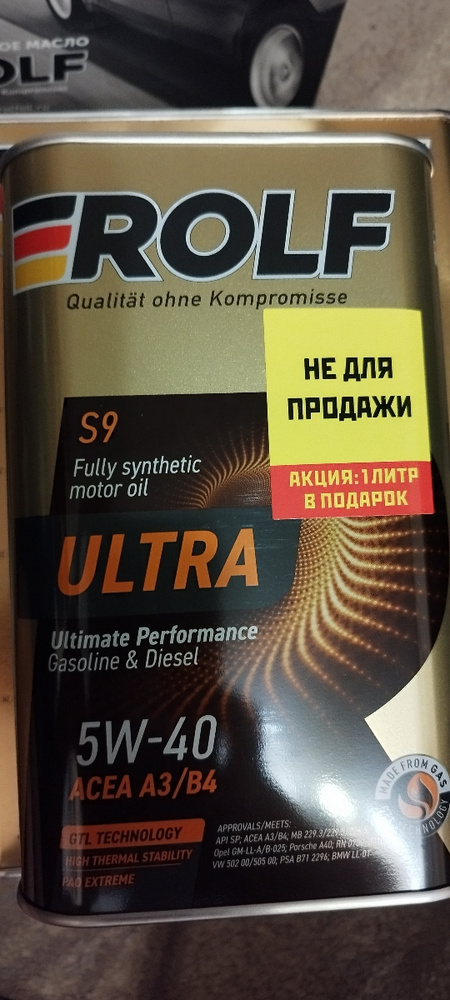 ОЕ МАСЛО
OLF
ROLF
Qualität ohne Kompromisse
НЕ ДЛЯ
ПРОДАЖИ
АКЦИЯ:1 ЛИТР
В ПОДАРОК
S9
Fully synthetic
motor oil
ULTRA
Ultimate Performance
Gasoline & Diesel
5W-40
ACEA A3/B4
MADE FROM GAS
TECHNOLOGY
GTL TECHNOLOGY
HIGH THERMAL STABILITY
PAO EXTREME
APPROVALS/MEETS:
API SP; ACEA A3/B4; MB 229.3/
Opel GM-LL-A/B-025; Porsche A40; RN
VW 502 00/505 00; PSA B71 2296; BMW